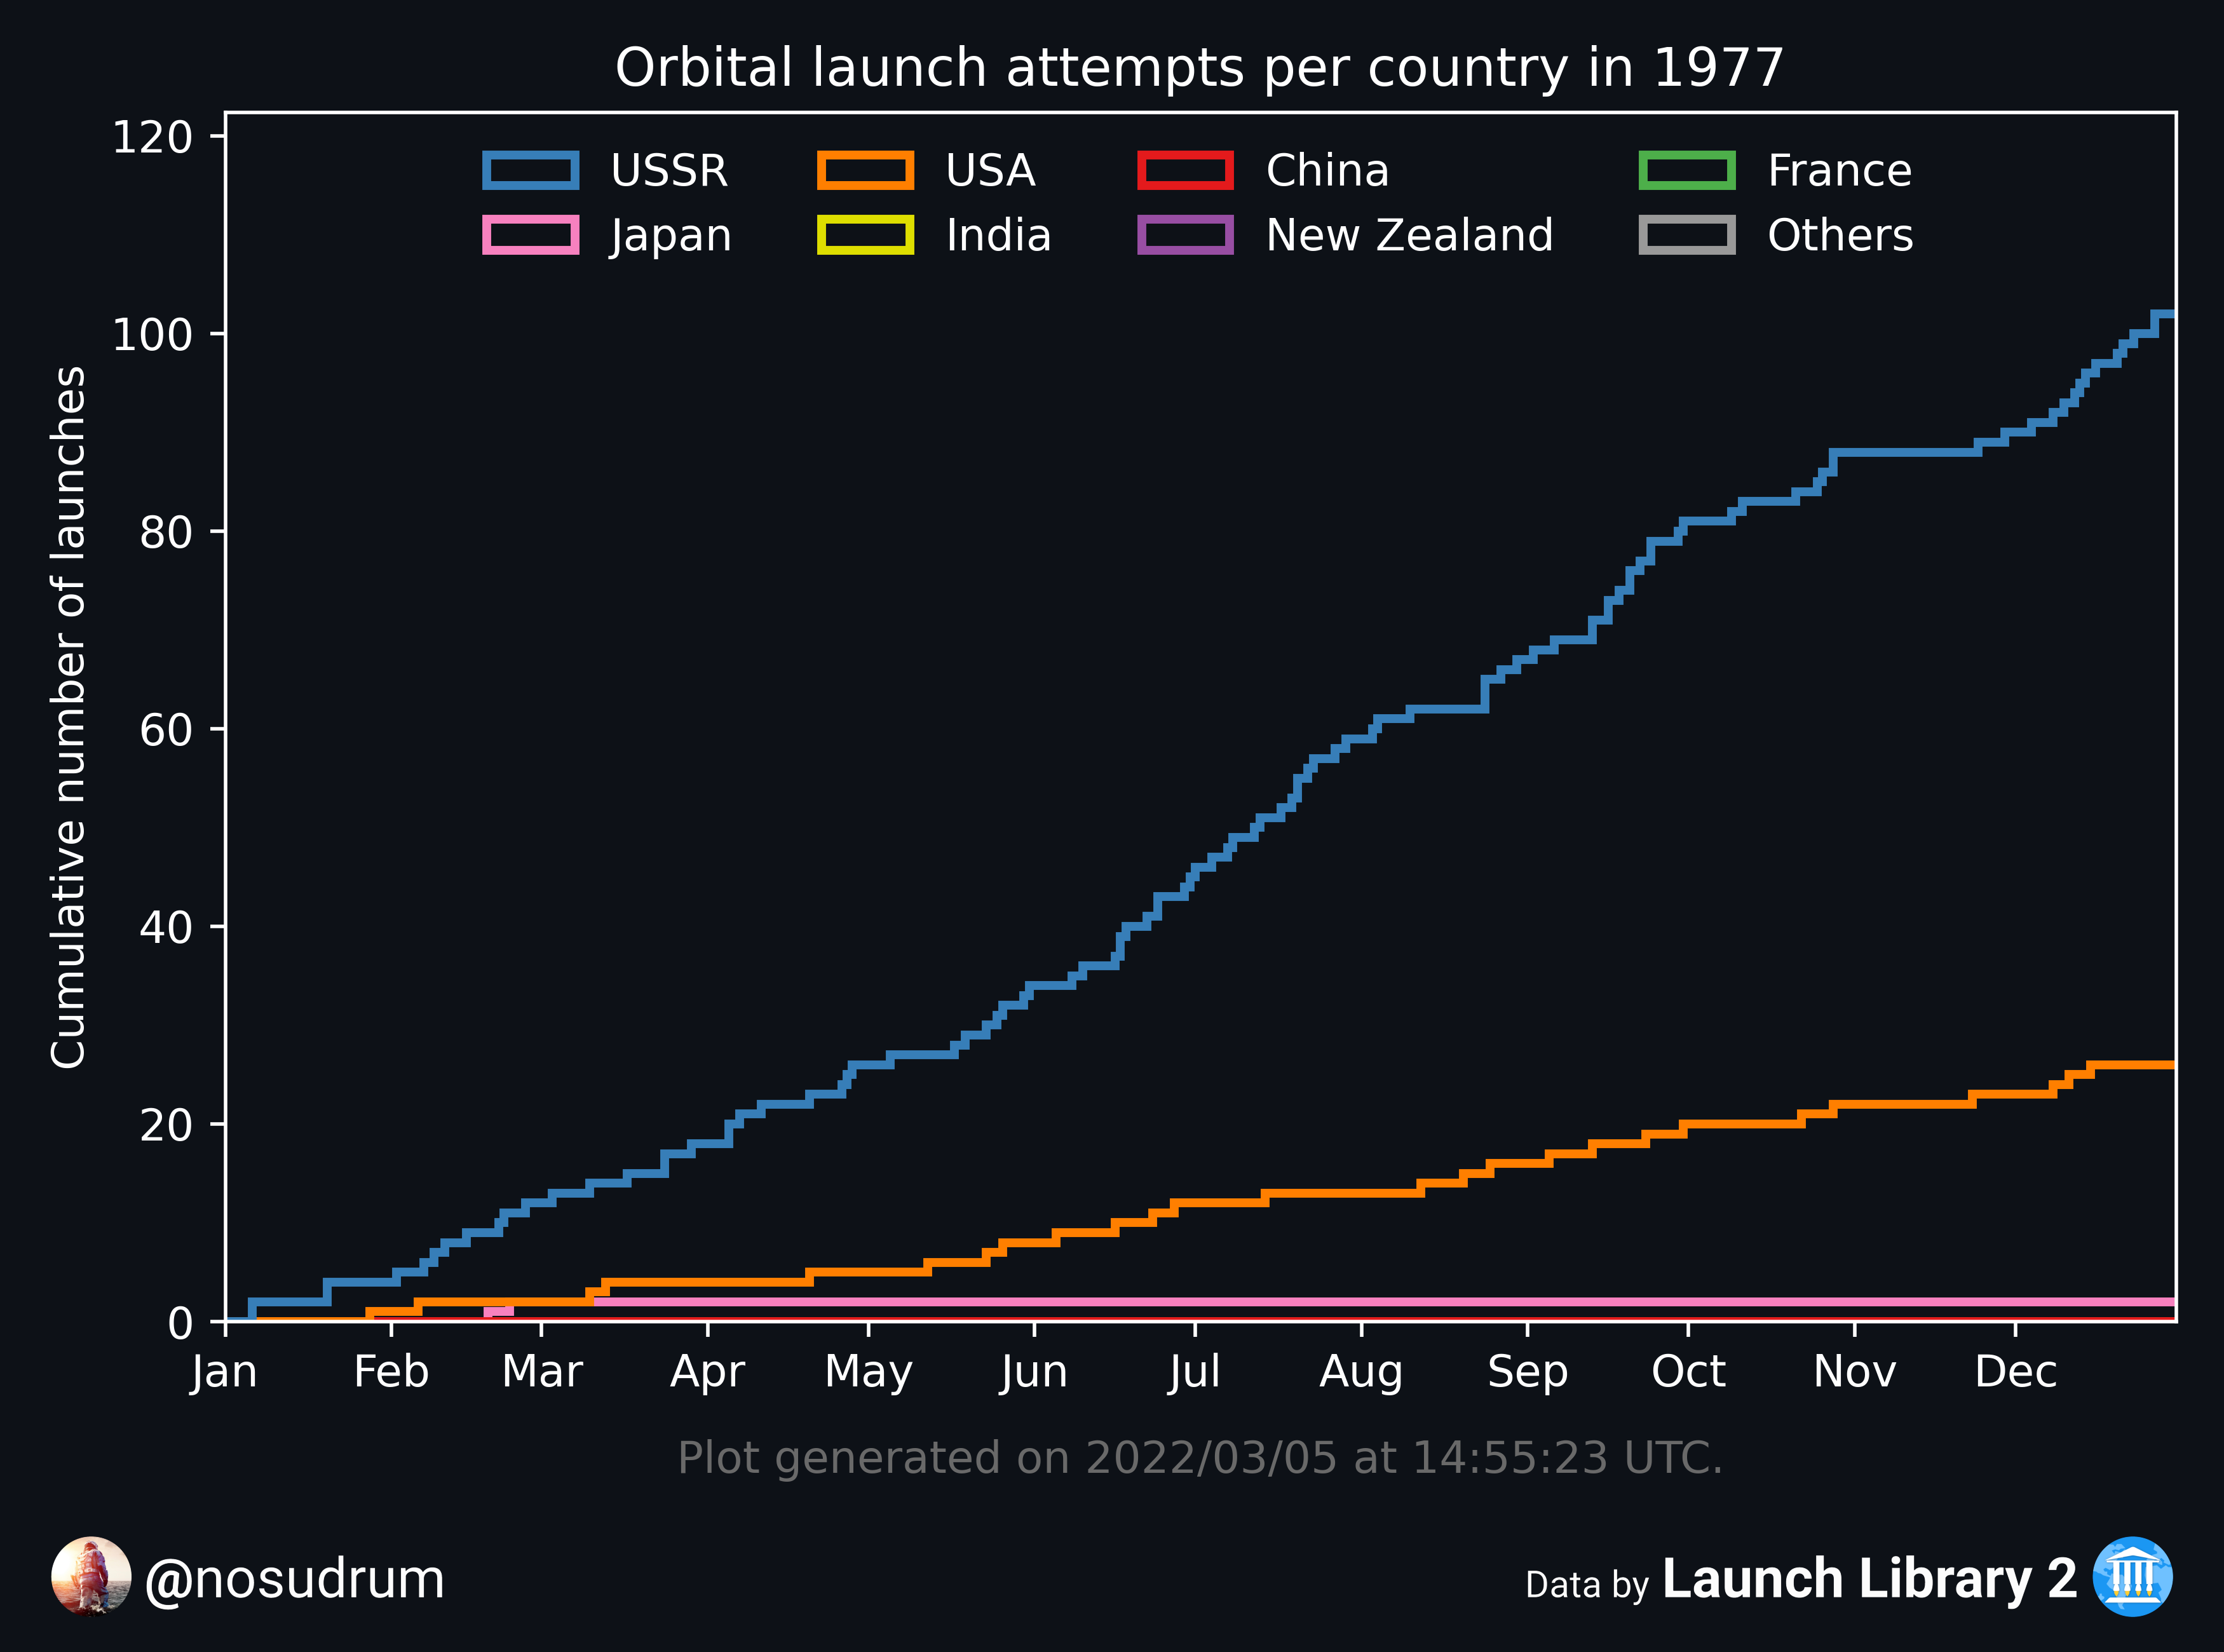 Orbital launch attempts per country in 1977
120
100
80
60
40
20
0
Cumulative number of launches
USSR USA China France
Japan India New Zealand Others
Jan Feb Mar Apr May Jun Jul Aug Sep Oct Nov Dec
Plot generated on 2022/03/05 at 14:55:23 UTC.
@nosudrum
Data by Launch Library 2